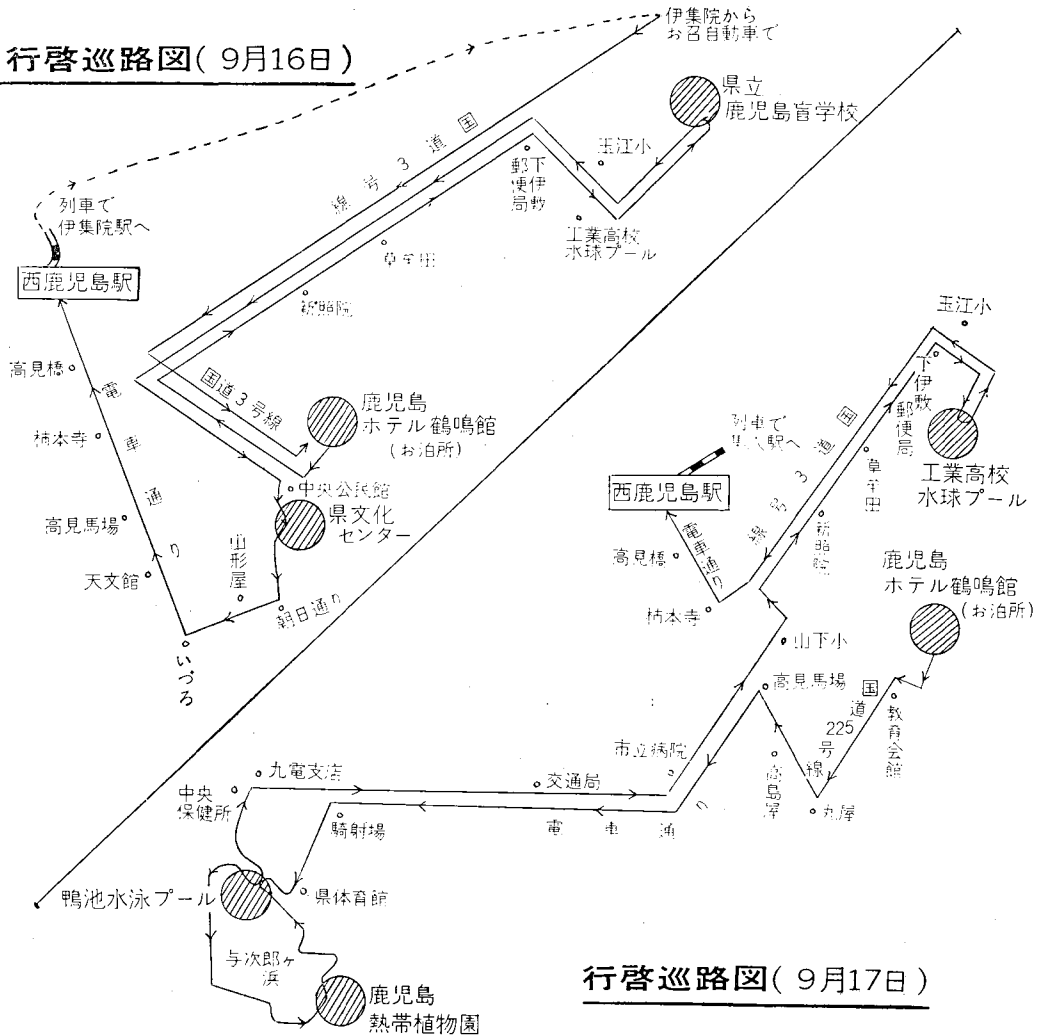 行啓巡路図(9月16日)
伊集院から
お召自動車で
県立
鹿児島盲学校
玉江小
国道3号線
下伊敷
郵便局
工業高校
水球プール
列車で
伊集院駅へ
西鹿児島駅
草牟田
新照院
高見橋
国道3号線
鹿児島
ホテル鶴鳴館
(お泊所)
柿本寺
電車通り
中央公民館
県文化
センター
高見馬場
山形屋
天文館
朝日通り
いづろ
玉江小
下伊敷
郵便局
国道3号線
列車で
草牟田
工業高校
水球プール
西鹿児島駅
新照院
電車通り
高見橋
鹿児島
ホテル鶴鳴館
(お泊所)
柿本寺
山下小
高見馬場
国道
225
号線
教育会館
市立病院
高島屋
丸屋
九電支店
交通局
中央
保健所
騎射場
電車通り
鴨池水泳プール
県体育館
与次郎ヶ
浜
鹿児島
熱帯植物園
行啓巡路図(9月17日)